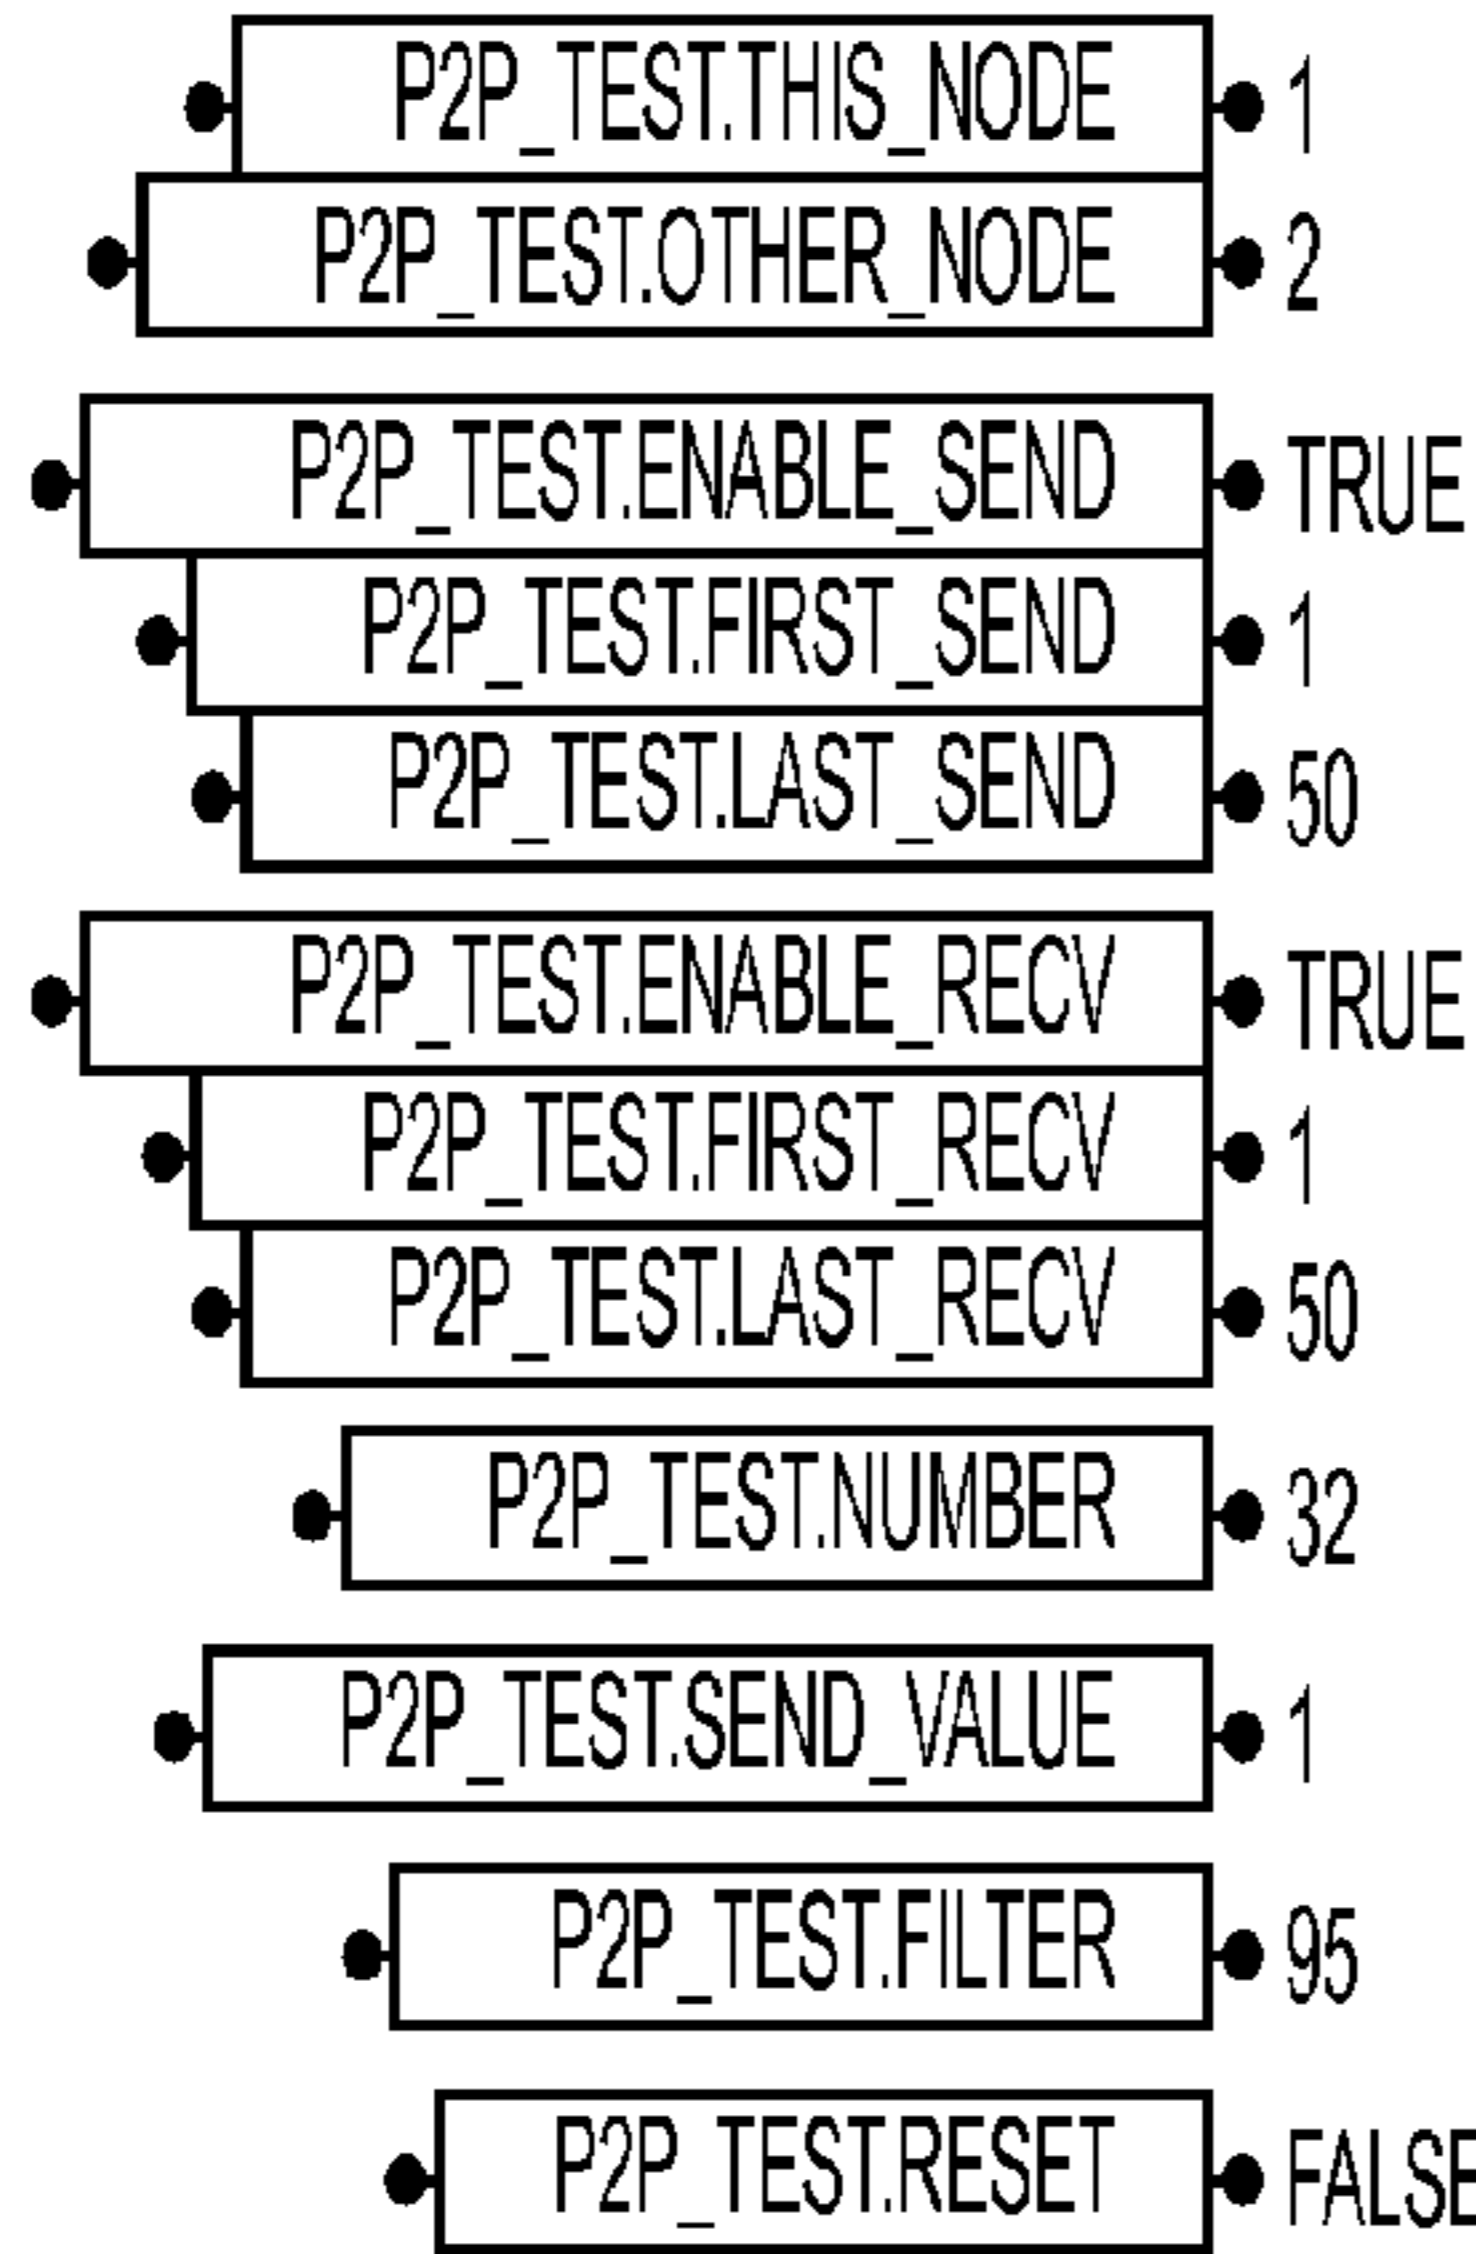 P2P_TEST.THIS_NODE 1
P2P_TEST.OTHER_NODE 2
P2P_TEST.ENABLE_SEND TRUE
P2P_TEST.FIRST_SEND 1
P2P_TEST.LAST_SEND 50
P2P_TEST.ENABLE_RECV TRUE
P2P_TEST.FIRST_RECV 1
P2P_TEST.LAST_RECV 50
P2P_TEST.NUMBER 32
P2P_TEST.SEND_VALUE 1
P2P_TEST.FILTER 95
P2P_TEST.RESET FALSE